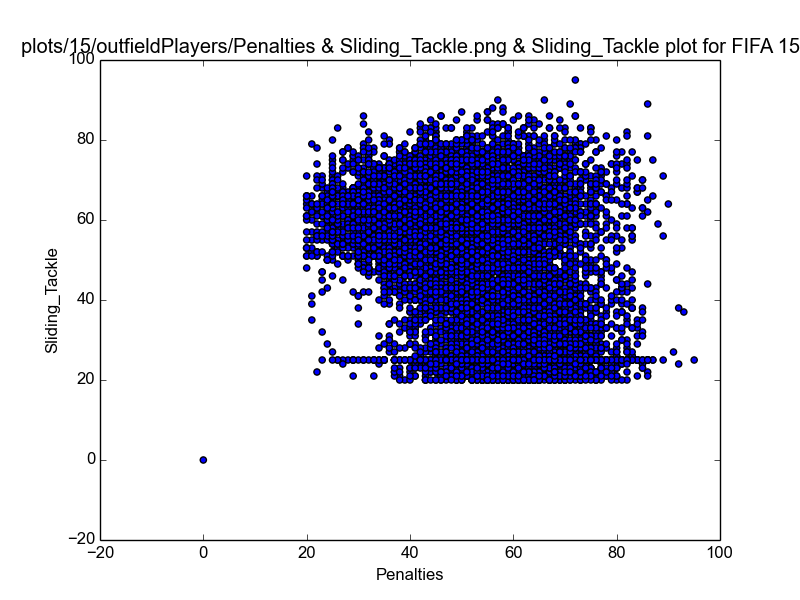 plots/15/outfieldPlayers/Penalties & Sliding_Tackle.png & Sliding_Tackle plot for FIFA 15
100
80
60
40
20
0
−20
Sliding_Tackle
−20 0 20 40 60 80 100
Penalties